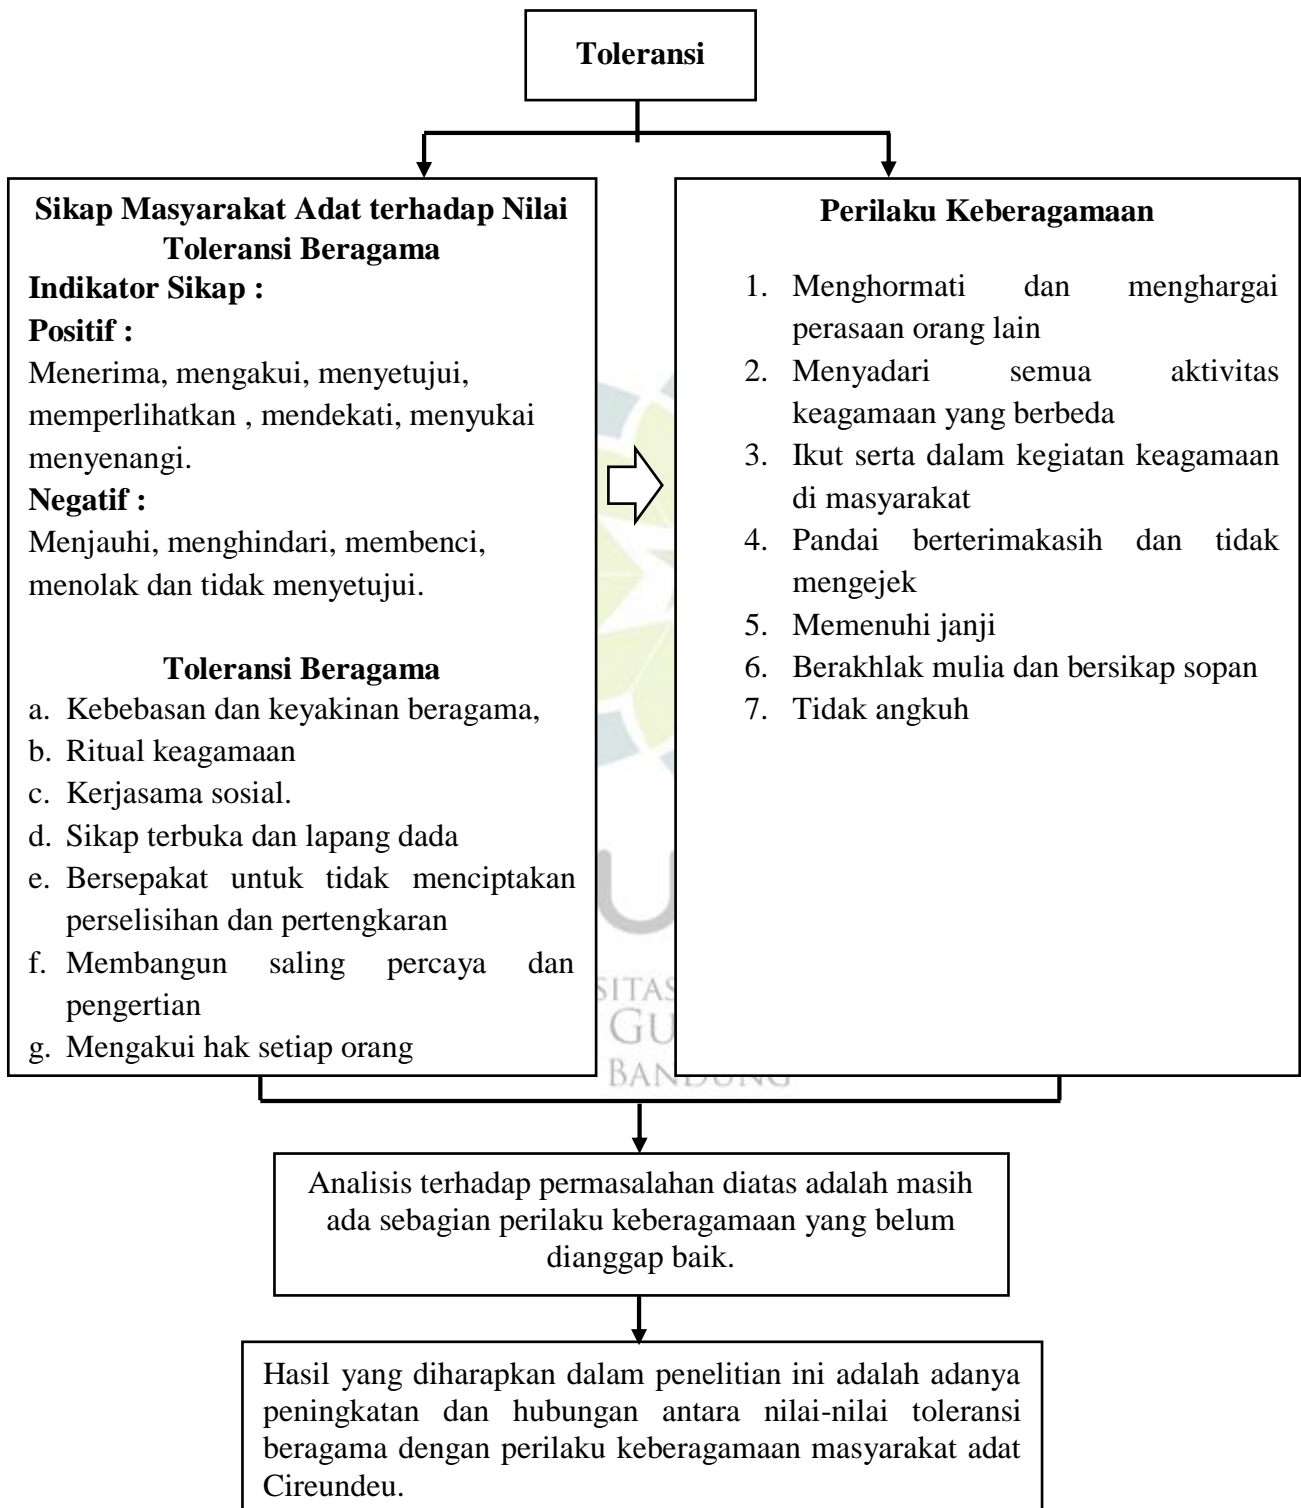 Toleransi
Sikap Masyarakat Adat terhadap Nilai
Toleransi Beragama
Indikator Sikap :
Positif :
Menerima, mengakui, menyetujui,
memperlihatkan , mendekati, menyukai
menyenangi.
Negatif :
Menjauhi, menghindari, membenci,
menolak dan tidak menyetujui.
Toleransi Beragama
a. Kebebasan dan keyakinan beragama,
b. Ritual keagamaan
c. Kerjasama sosial.
d. Sikap terbuka dan lapang dada
e. Bersepakat untuk tidak menciptakan
perselisihan dan pertengkaran
f. Membangun saling percaya dan
pengertian
g. Mengakui hak setiap orang
Perilaku Keberagamaan
1. Menghormati dan menghargai
perasaan orang lain
2. Menyadari semua aktivitas
keagamaan yang berbeda
3. Ikut serta dalam kegiatan keagamaan
di masyarakat
4. Pandai berterimakasih dan tidak
mengejek
5. Memenuhi janji
6. Berakhlak mulia dan bersikap sopan
7. Tidak angkuh
BANDUNG
Analisis terhadap permasalahan diatas adalah masih
ada sebagian perilaku keberagamaan yang belum
dianggap baik.
Hasil yang diharapkan dalam penelitian ini adalah adanya
peningkatan dan hubungan antara nilai-nilai toleransi
beragama dengan perilaku keberagamaan masyarakat adat
Cireundeu.